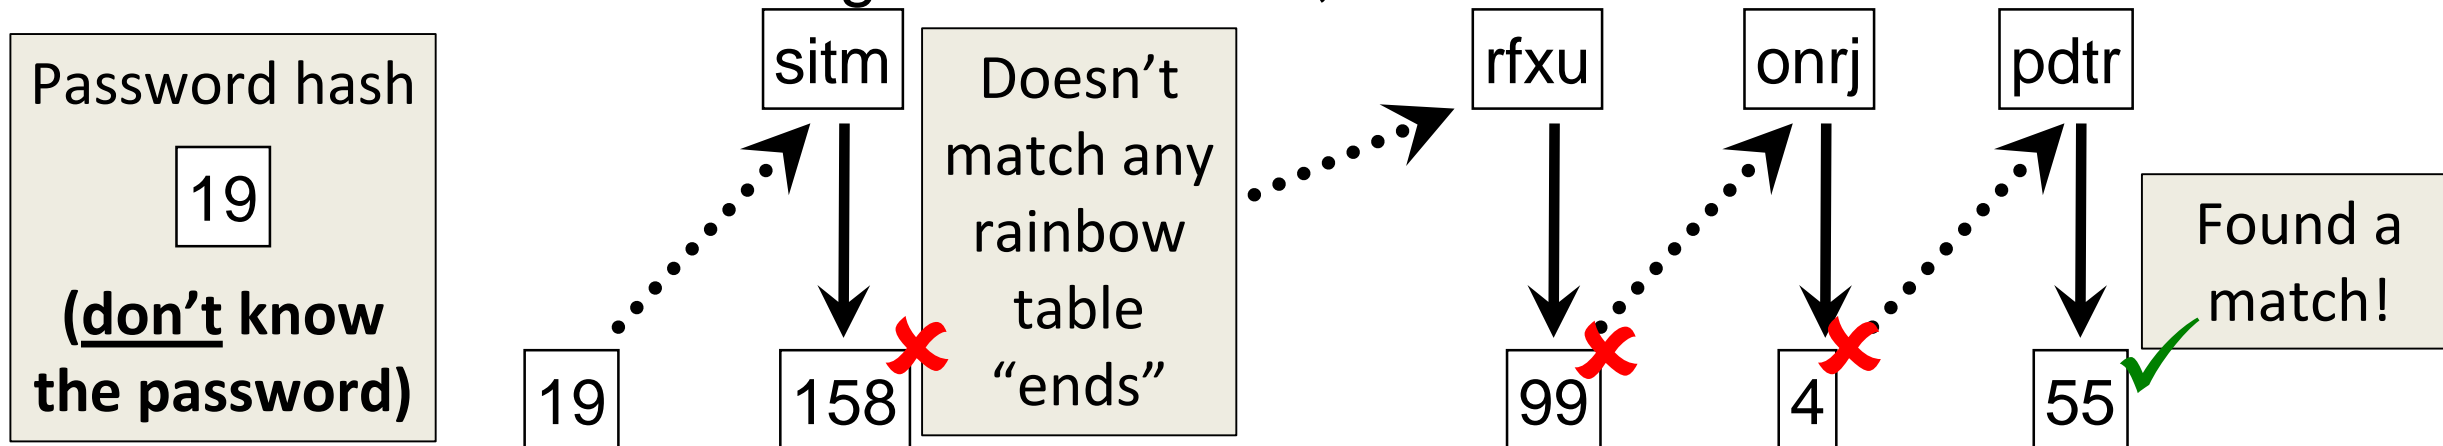 Password hash
19
(don't know
the password)
19
sitm
158
Doesn’t
match any
rainbow
table
“ends”
rfxu
99
onrj
4
pdtr
55
Found a
match!